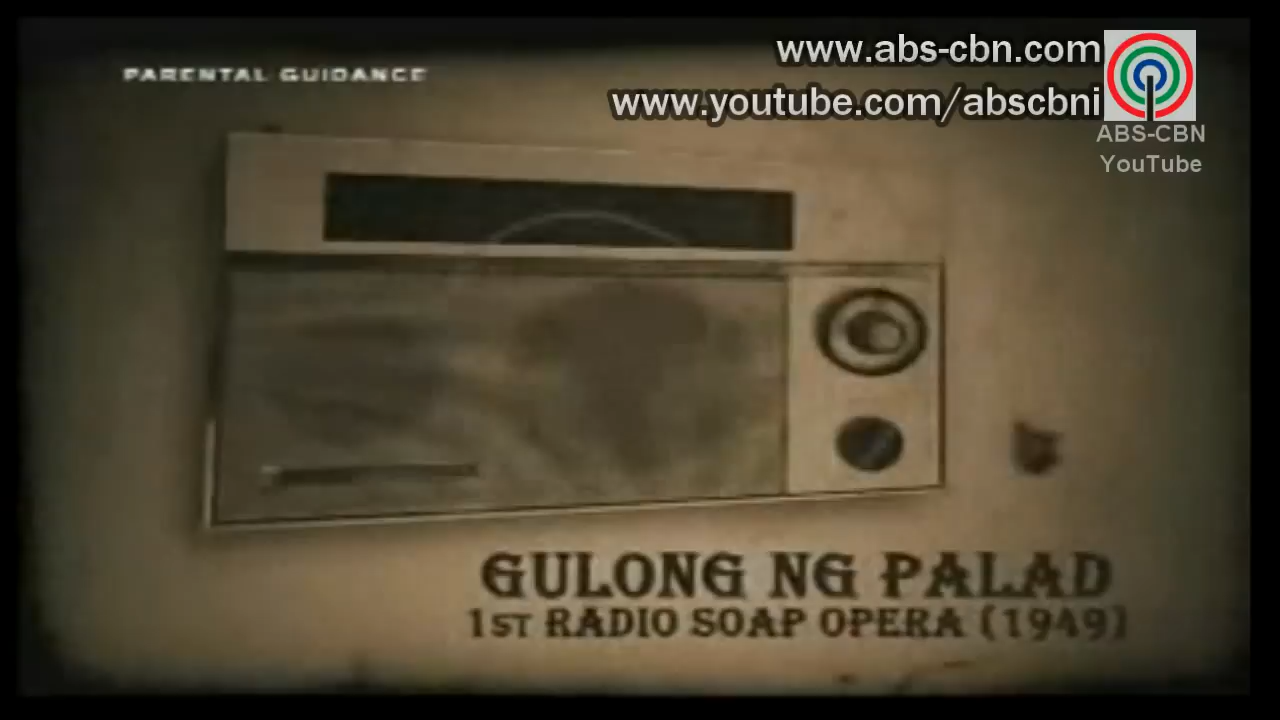 PARENTAL GUIDANCE
www.abs-cbn.com
www.youtube.com/abscbni
ABS-CBN
YouTube
GULONG NG PALAD
1ST RADIO SOAP OPERA (1949)